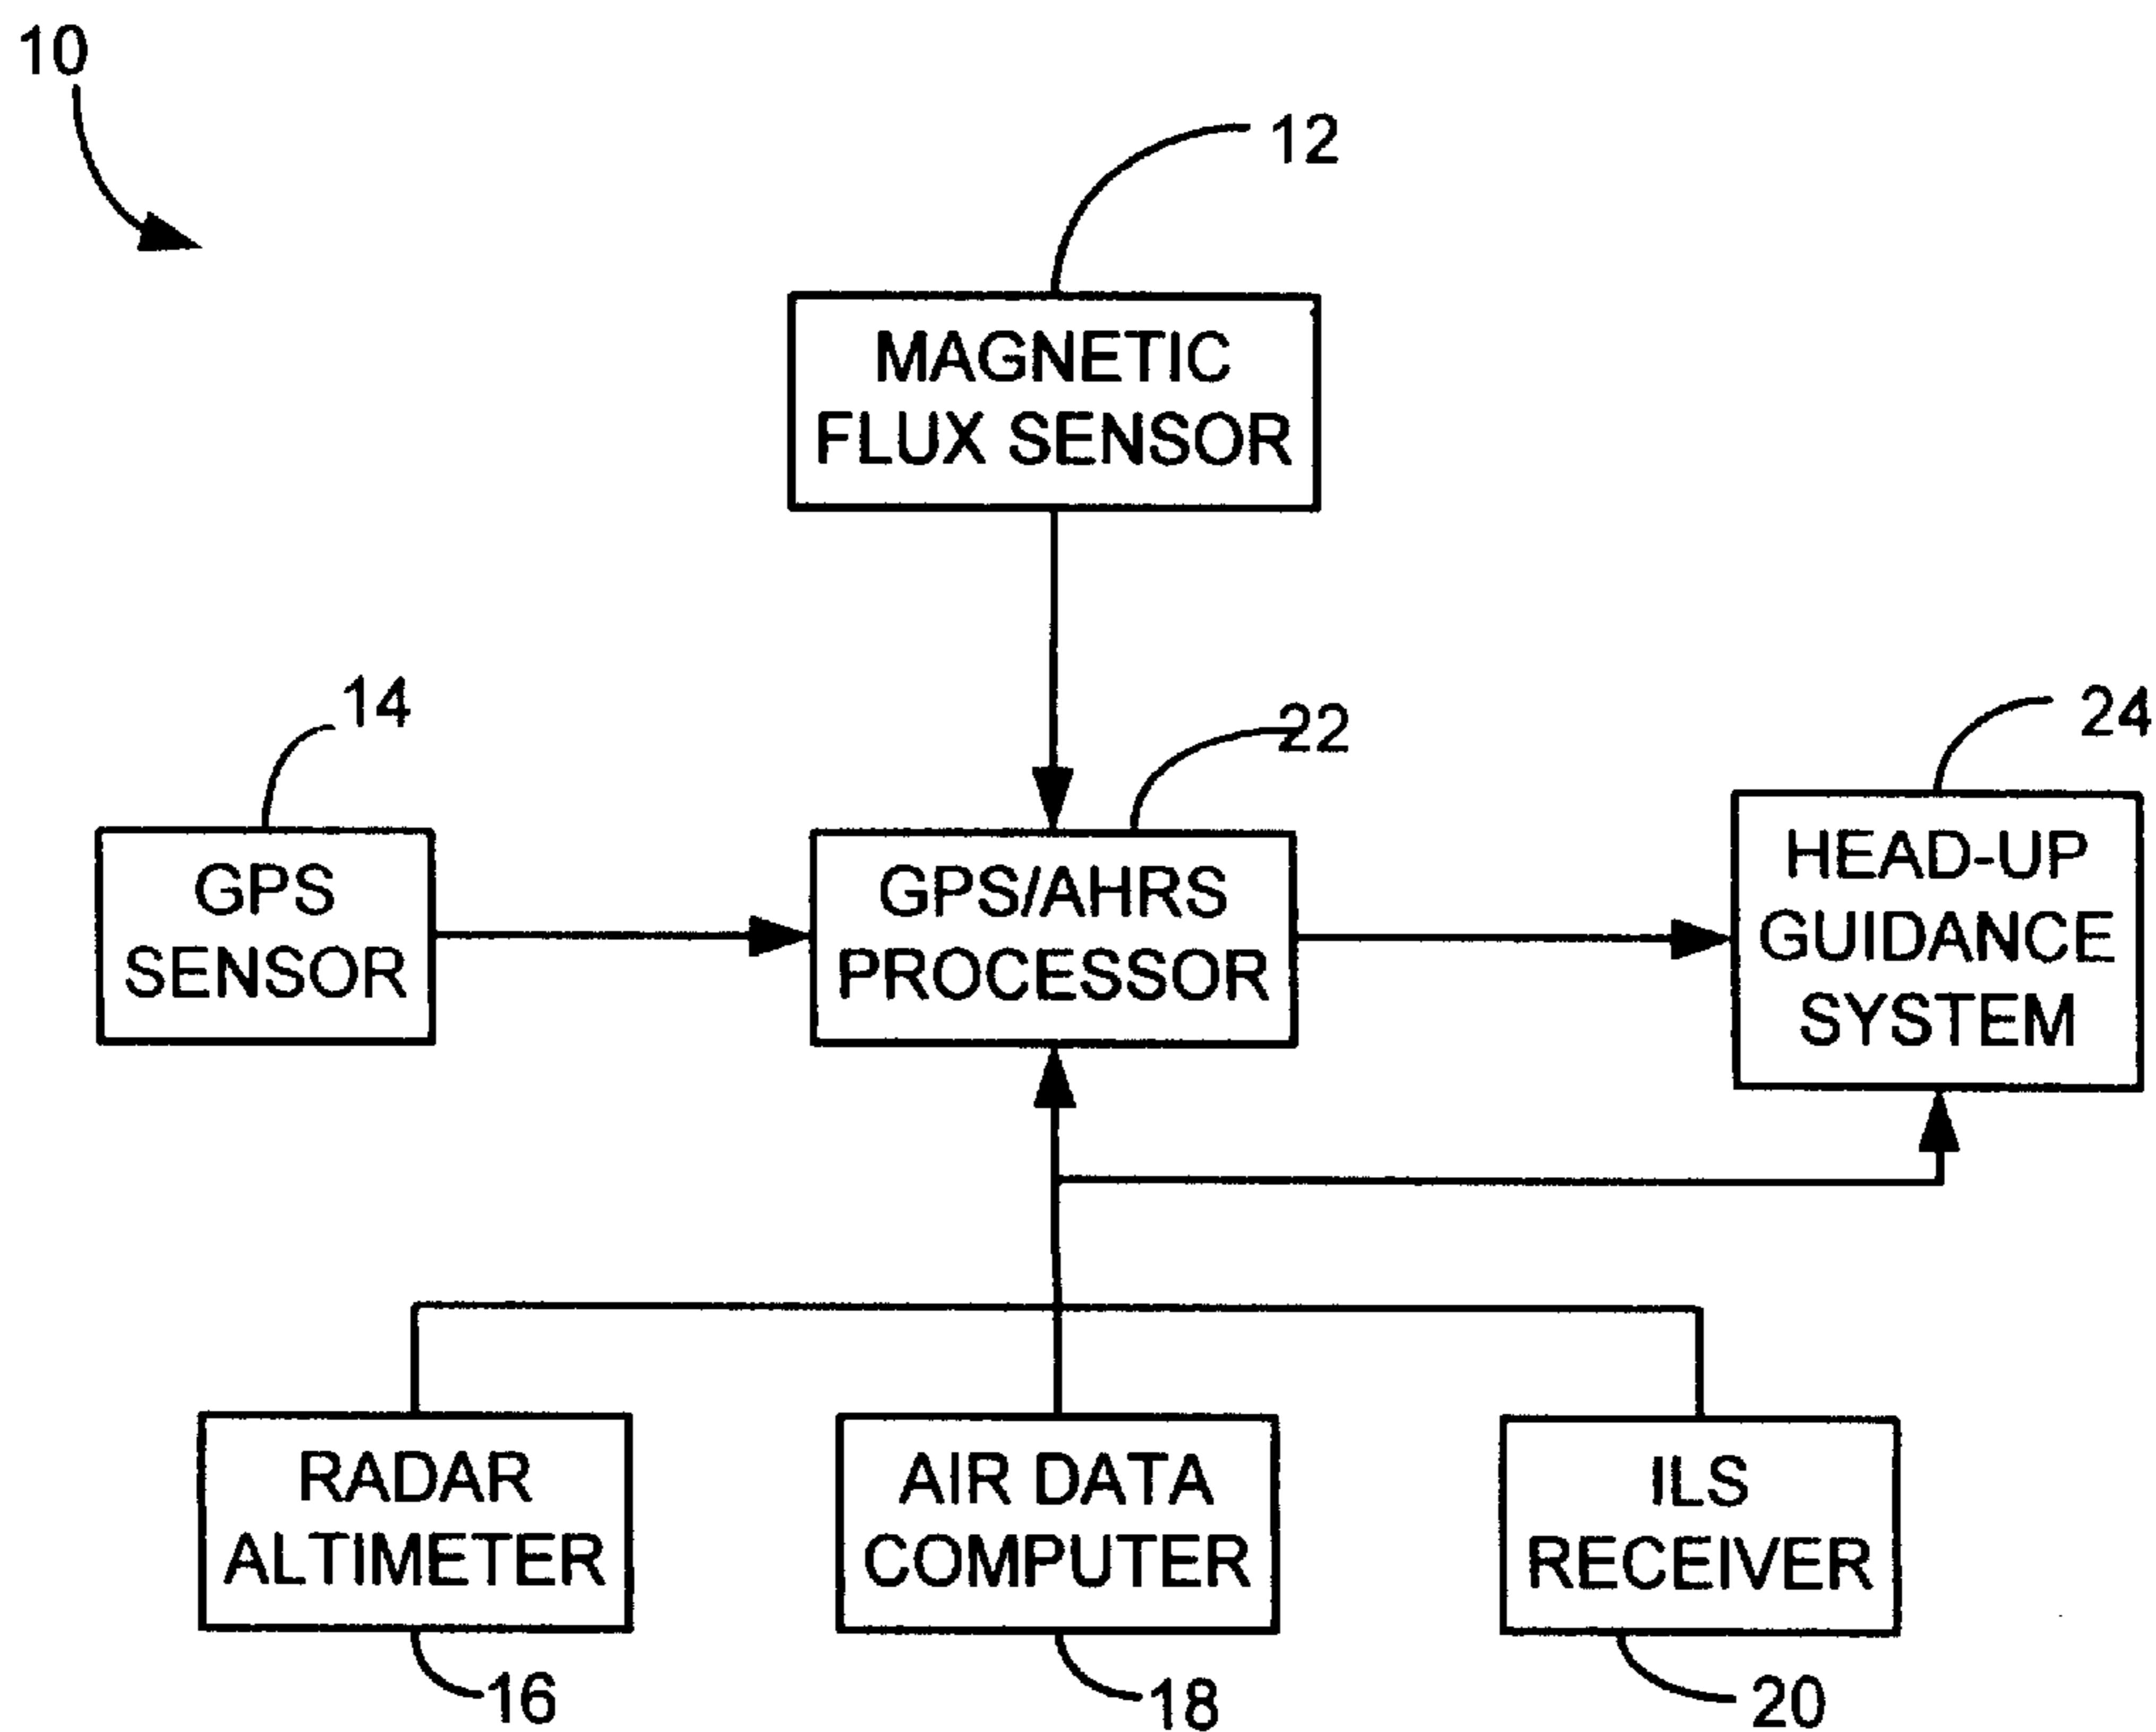 10
12
MAGNETIC
FLUX SENSOR
14
22
24
GPS
SENSOR
GPS/AHRS
PROCESSOR
HEAD-UP
GUIDANCE
SYSTEM
RADAR
ALTIMETER
AIR DATA
COMPUTER
ILS
RECEIVER
16
18
20